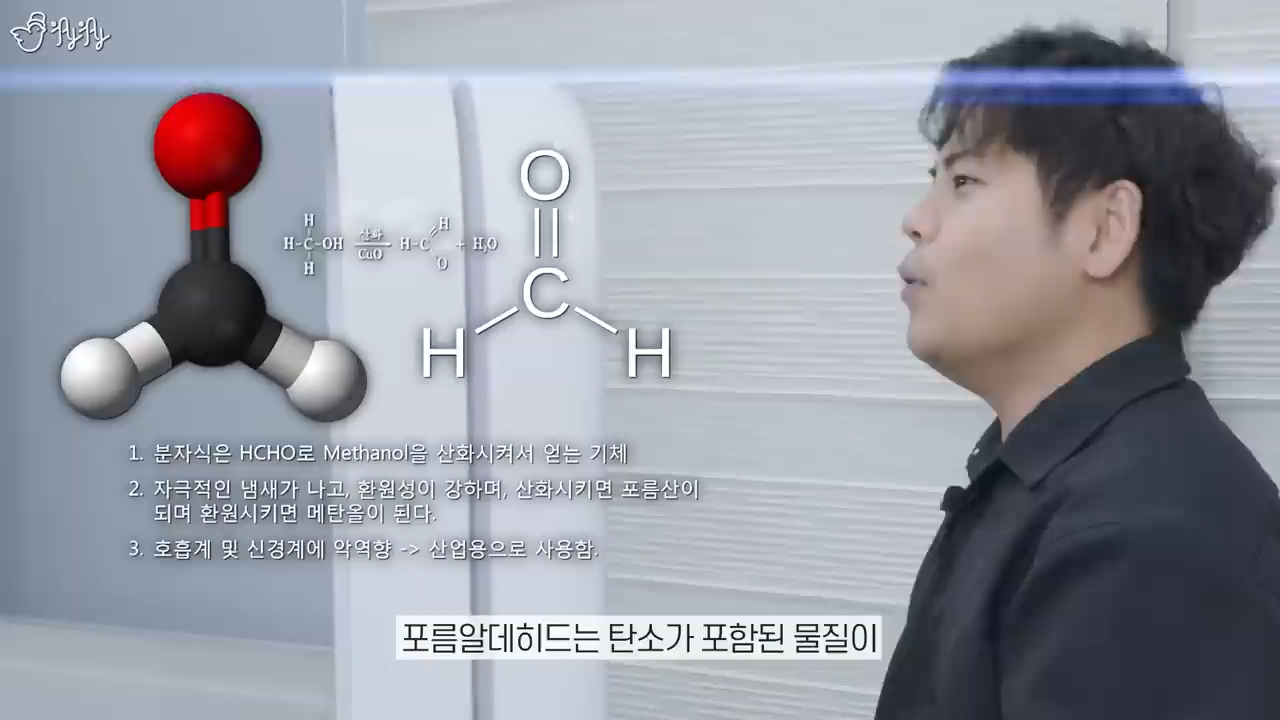 H
H-C-OH 산화 H-C H + H₂O
CuO
H O
O
C
H H
1. 분자식은 HCHO로 Methanol을 산화시켜서 얻는 기체
2. 자극적인 냄새가 나고, 환원성이 강하며, 산화시키면 포름산이
되며 환원시키면 메탄올이 된다.
3. 호흡계 및 신경계에 악역향 -> 산업용으로 사용함.
포름알데히드는 탄소가 포함된 물질이